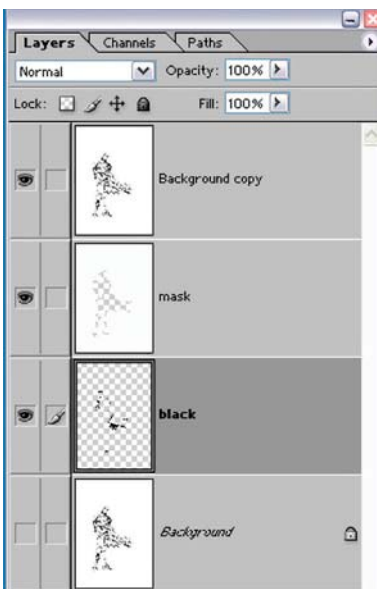 Layers Channels Paths
Normal Opacity: 100%
Lock: Fill: 100%
Background copy
mask
black
Background